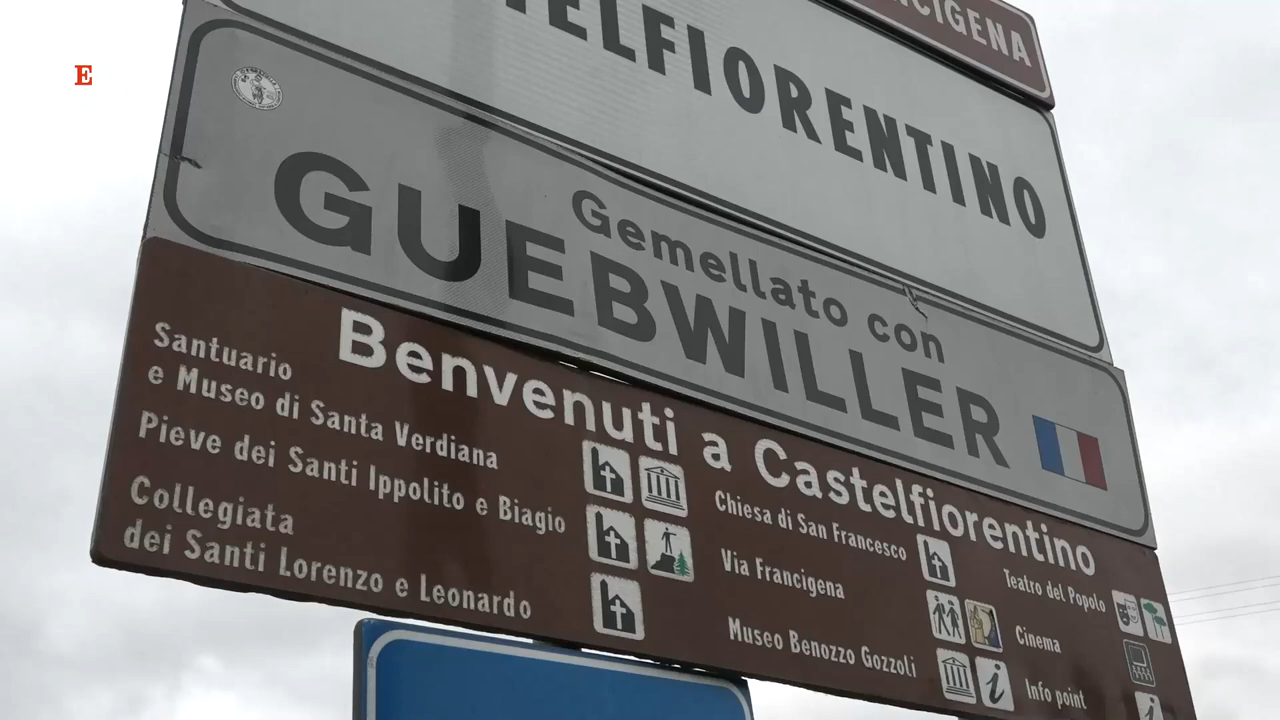 E
CIGENA
TELFIORENTINO
Gemellato con
GUEBWILLER
Benvenuti a Castelfiorentino
Santuario
e Museo di Santa Verdiana
Pieve dei Santi Ippolito e Biagio
Collegiata
dei Santi Lorenzo e Leonardo
Chiesa di San Francesco
Via Francigena
Museo Benozzo Gozzoli
Teatro del Popolo
Cinema
Info point